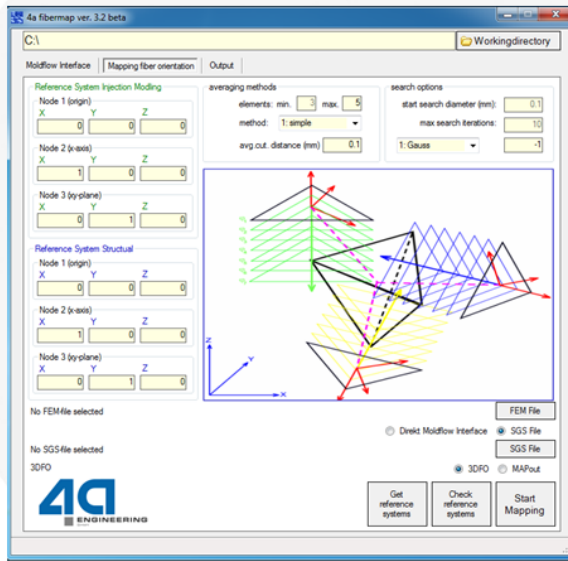 4a fibermap ver. 3.2 beta
C:\ Workingdirectory
Moldflow Interface Mapping fiber orientation Output
Reference System Injection Modling averaging methods search options
Node 1 (origin) elements: min. 3 max. 5 start search diameter (mm): 0.1
X Y Z
0 0 0 method: 1: simple max search iterations: 10
Node 2 (x-axis) avg.cut. distance (mm) 0.1 1: Gauss -1
X Y Z
1 0 0
Node 3 (xy-plane)
X Y Z
0 1 0
Reference System Structual
Node 1 (origin)
X Y Z
0 0 0
Node 2 (x-axis)
X Y Z
1 0 0
Node 3 (xy-plane)
X Y Z
0 1 0
Z Y X
No FEM-file selected FEM File
Direkt Moldflow Interface SGS File
No SGS-file selected SGS File
3DFO 3DFO MAPout
4a ENGINEERING
Get reference systems
Check reference systems
Start Mapping